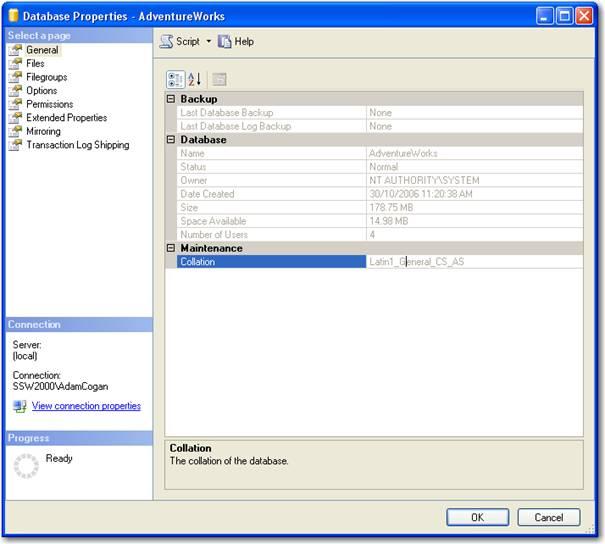 Database Properties - AdventureWorks
Select a page
General
Files
Filegroups
Options
Permissions
Extended Properties
Mirroring
Transaction Log Shipping
Script Help
Backup
Last Database Backup None
Last Database Log Backup None
Database
Name AdventureWorks
Status Normal
Owner NT AUTHORITY\SYSTEM
Date Created 30/10/2006 11:20:38 AM
Size 178.75 MB
Space Available 14.98 MB
Number of Users 4
Maintenance
Collation Latin1_General_CS_AS
Connection
Server:
(local)
Connection:
SSW2000\AdamCogan
View connection properties
Progress
Ready
Collation
The collation of the database.
OK Cancel